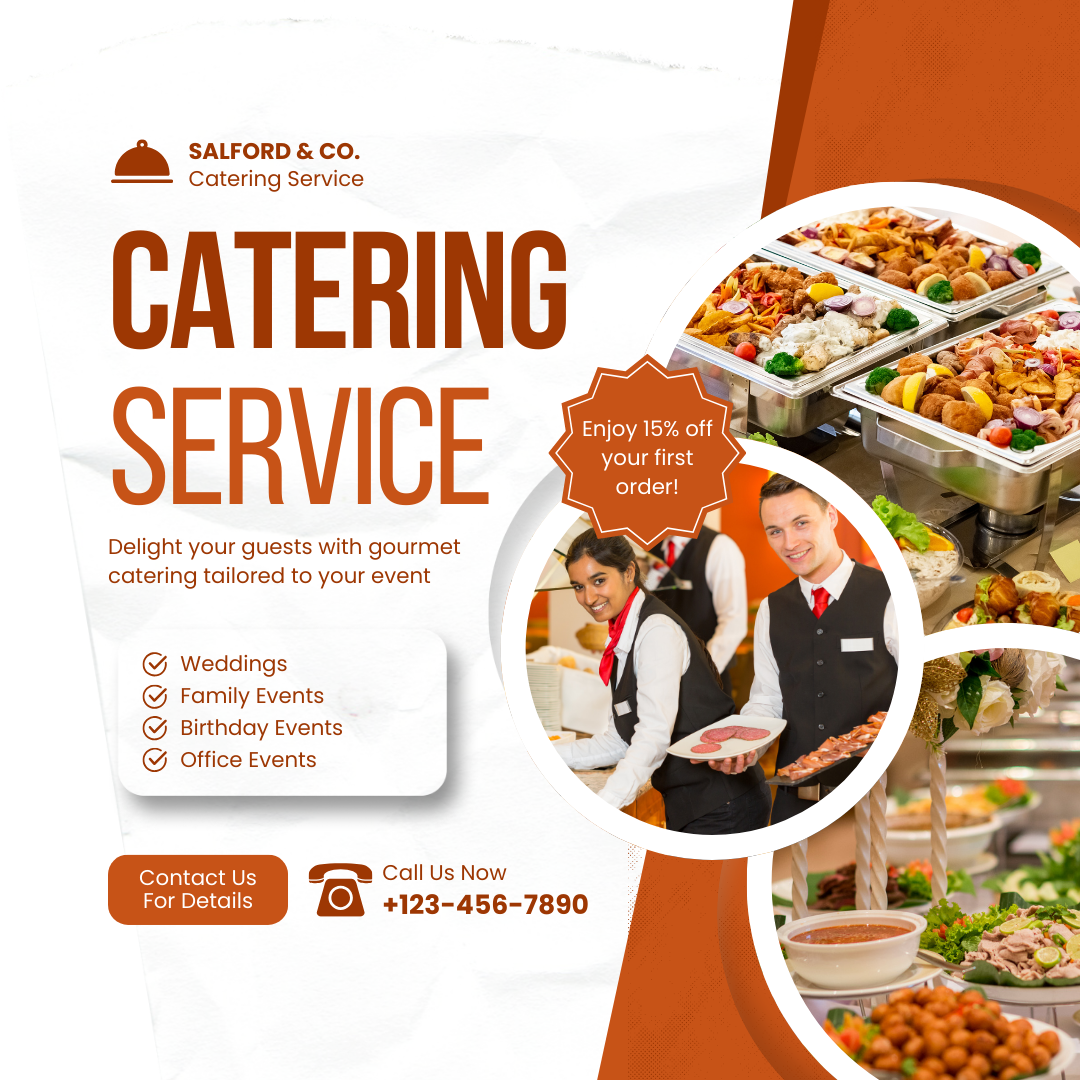 SALFORD & CO.
Catering Service
CATERING
SERVICE
Delight your guests with gourmet
catering tailored to your event
Enjoy 15% off
your first
order!
Weddings
Family Events
Birthday Events
Office Events
Contact Us
For Details
Call Us Now
+123-456-7890